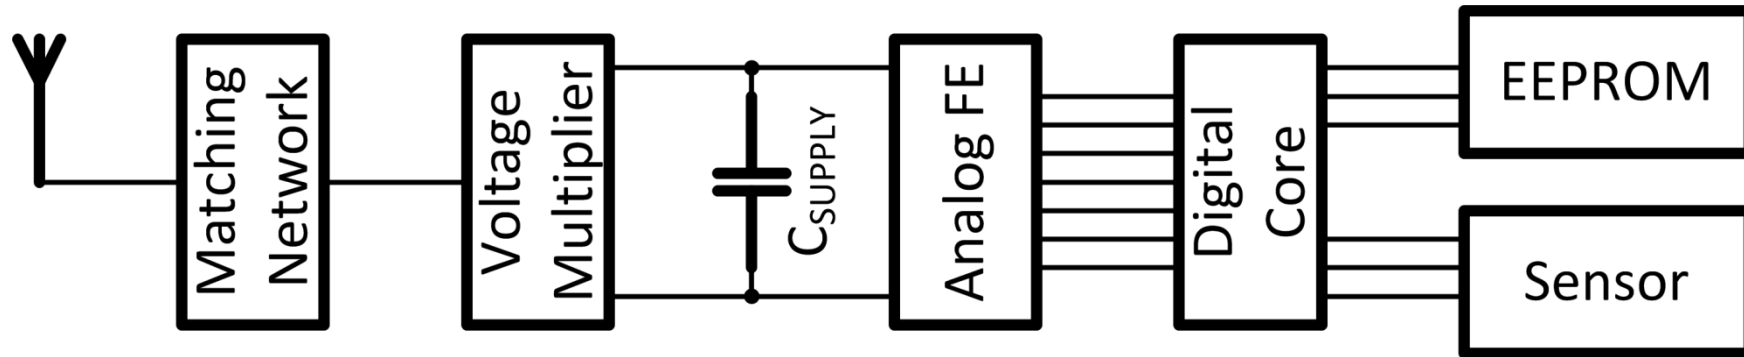 Matching
Network
Voltage
Multiplier
CSUPPLY
Analog FE
Digital
Core
EEPROM
Sensor